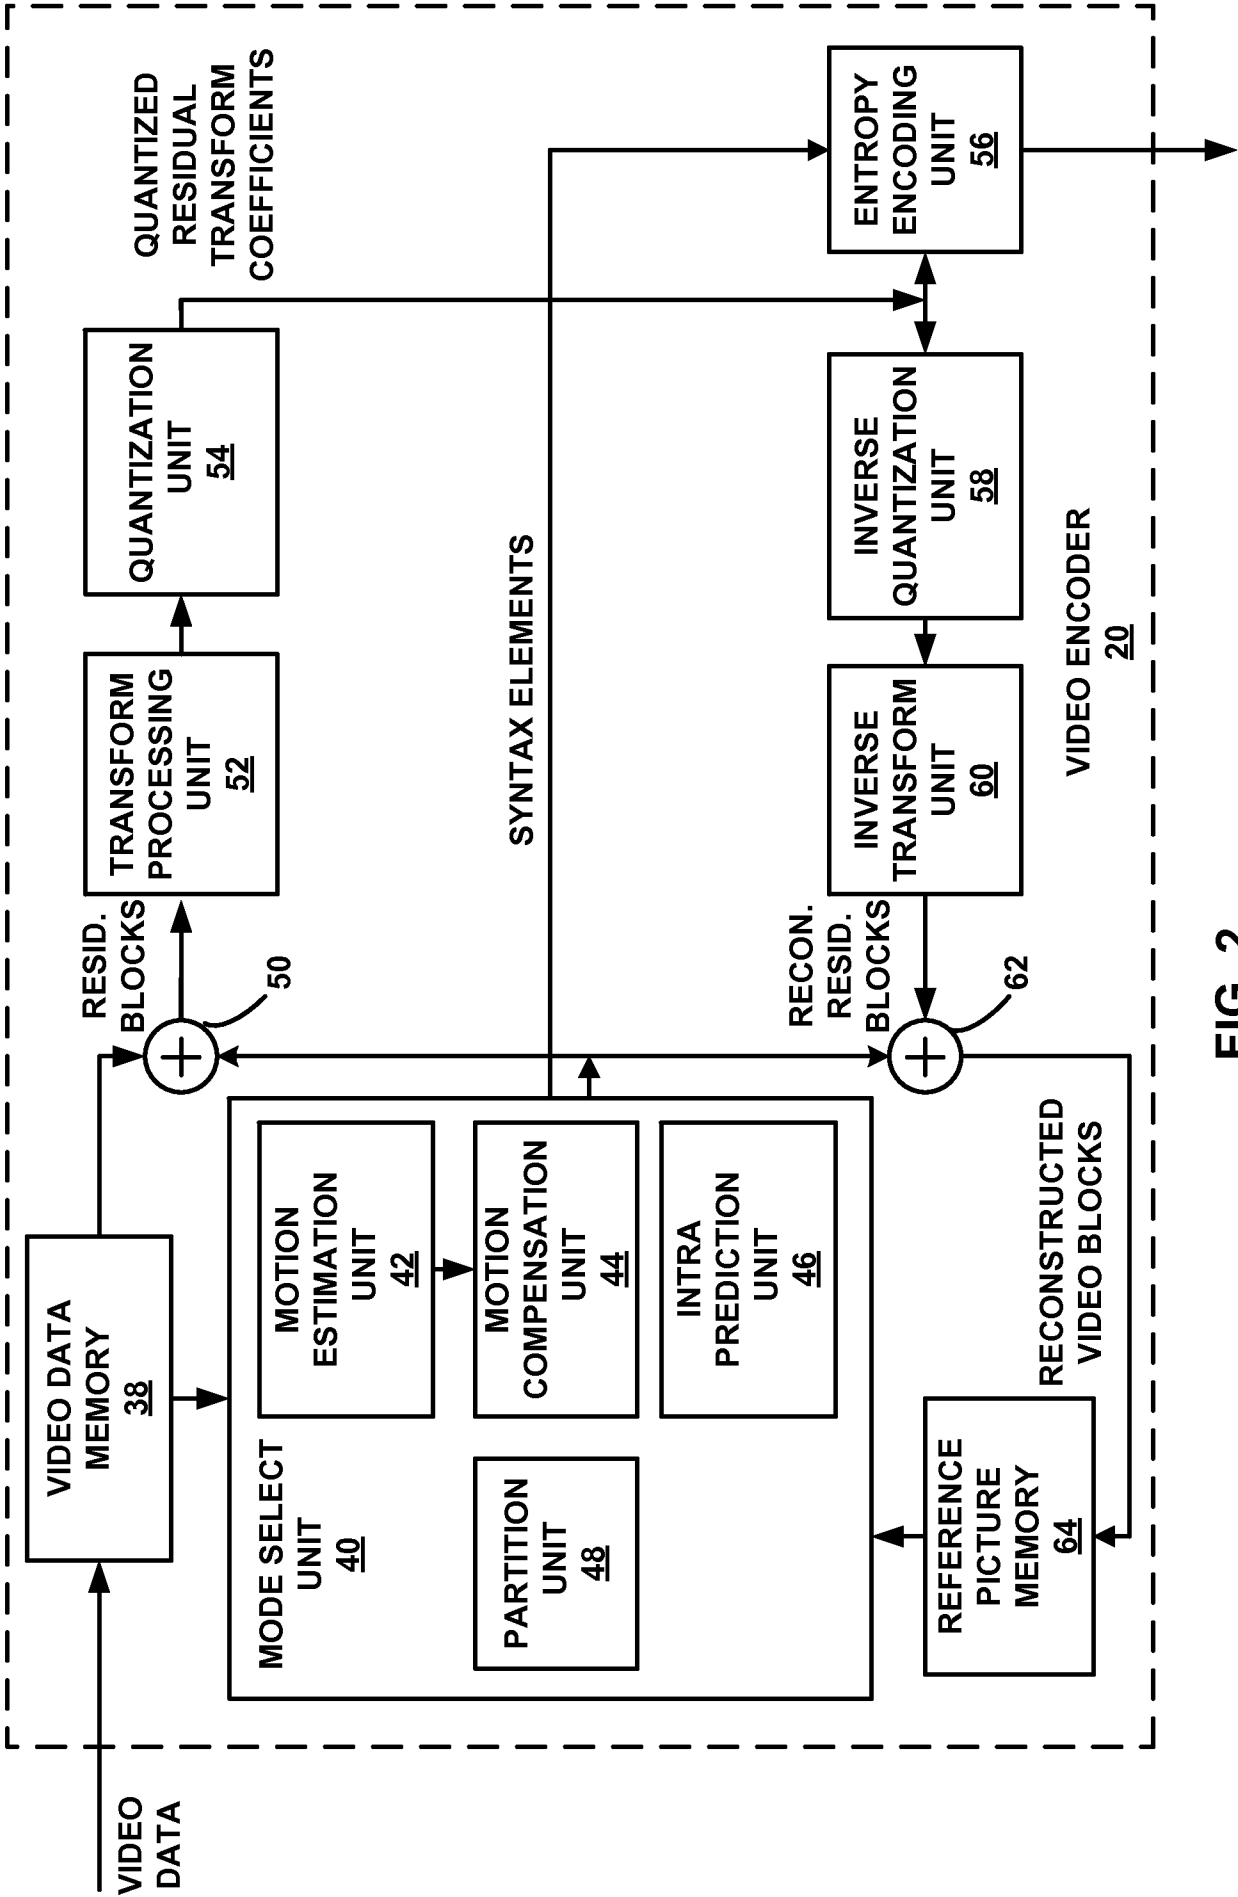 VIDEO
DATA
VIDEO DATA
MEMORY
38
MODE SELECT
UNIT
40
PARTITION
UNIT
48
MOTION
ESTIMATION
UNIT
42
MOTION
COMPENSATION
UNIT
44
INTRA
PREDICTION
UNIT
46
50
RESID.
BLOCKS
TRANSFORM
PROCESSING
UNIT
52
QUANTIZATION
UNIT
54
QUANTIZED
RESIDUAL
TRANSFORM
COEFFICIENTS
SYNTAX ELEMENTS
ENTROPY
ENCODING
UNIT
56
INVERSE
QUANTIZATION
UNIT
58
INVERSE
TRANSFORM
UNIT
60
RECON.
RESID.
BLOCKS
62
RECONSTRUCTED
VIDEO BLOCKS
REFERENCE
PICTURE
MEMORY
64
VIDEO ENCODER
20
FIG. 2